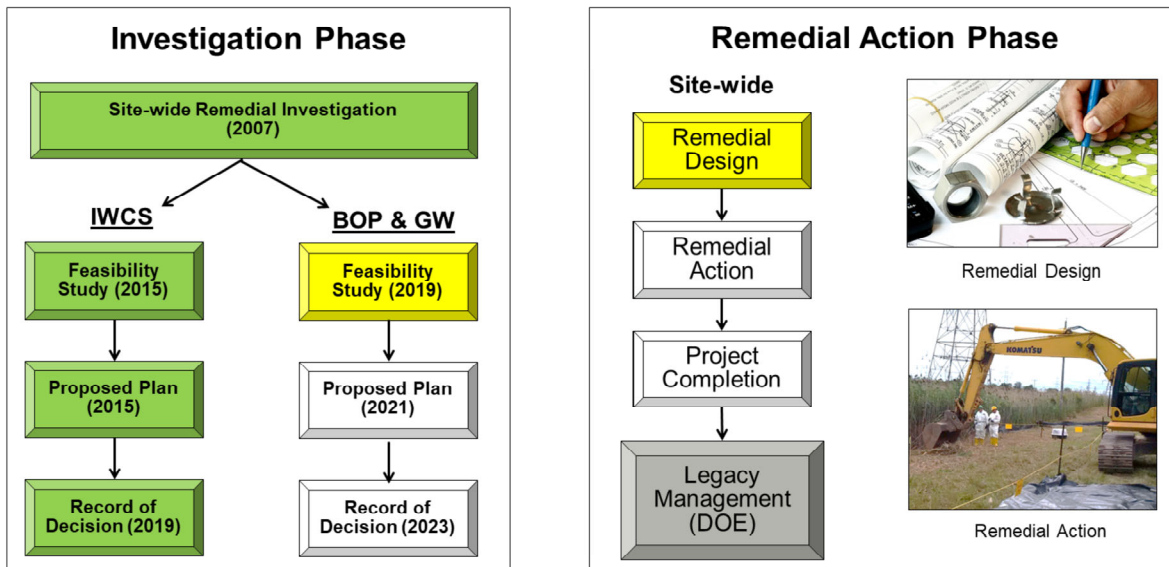 Investigation Phase
Site-wide Remedial Investigation
(2007)
IWCS
BOP & GW
Feasibility
Study (2015)
Feasibility
Study (2019)
Proposed Plan
(2015)
Proposed Plan
(2021)
Record of
Decision (2019)
Record of
Decision (2023)
Remedial Action Phase
Site-wide
Remedial
Design
Remedial
Action
Project
Completion
Legacy
Management
(DOE)
Remedial Design
KOMATSU
Remedial Action